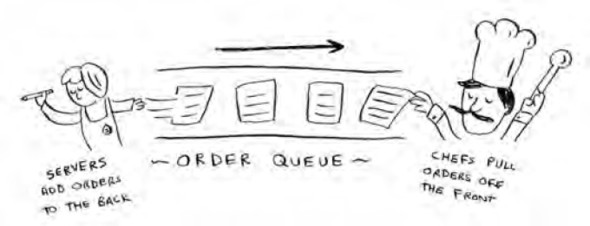 SERVERS
ADD ORDERS
TO THE BACK
~ORDER QUEUE~
CHEFS PULL
ORDERS OFF
THE FRONT